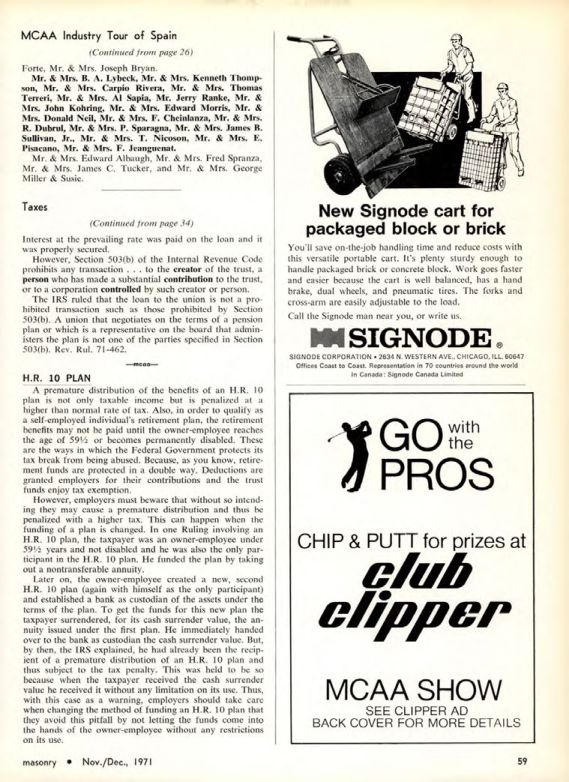 MCAA Industry Tour of Spain
(Continued from page 26)
Forte, Mr. & Mrs. Joseph Bryan.
Mr. & Mrs. B. A. Lybeck, Mr. & Mrs. Kenneth Thomp-
son, Mr. & Mrs. Carpio Rivera, Mr. & Mrs. Thomas
Terreri, Mr. & Mrs. Al Sapia, Mr. Jerry Ranke, Mr. &
Mrs. John Kohring, Mr. & Mrs. Edward Morris, Mr. &
Mrs. Donald Neil, Mr. & Mrs. F. Cheinlanza, Mr. & Mrs.
R. Dubrul, Mr. & Mrs. P. Sparagna, Mr. & Mrs. James B.
Sullivan, Jr., Mr. & Mrs. T. Nicoson, Mr. & Mrs. E.
Pisacano, Mr. & Mrs. F. Jeanguenat.
Mr. & Mrs. Edward Albaugh, Mr. & Mrs. Fred Spranza,
Mr. & Mrs. James C. Tucker, and Mr. & Mrs. George
Miller & Susie.
Taxes
(Continued from page 34)
Interest at the prevailing rate was paid on the loan and it
was properly secured.
However, Section 503(b) of the Internal Revenue Code
prohibits any transaction . . . to the creator of the trust, a
person who has made a substantial contribution to the trust,
or to a corporation controlled by such creator or person.
The IRS ruled that the loan to the union is not a pro-
hibited transaction such as those prohibited by Section
503(b). A union that negotiates on the terms of a pension
plan or which is a representative on the board that admin-
isters the plan is not one of the parties specified in Section
503(b). Rev. Rul. 71-462.
—mcaa—
H.R. 10 PLAN
A premature distribution of the benefits of an H.R. 10
plan is not only taxable income but is penalized at a
higher than normal rate of tax. Also, in order to qualify as
a self-employed individual's retirement plan, the retirement
benefits may not be paid until the owner-employee reaches
the age of 59½ or becomes permanently disabled. These
are the ways in which the Federal Government protects its
tax break from being abused. Because, as you know, retire-
ment funds are protected in a double way. Deductions are
granted employers for their contributions and the trust
funds enjoy tax exemption.
However, employers must beware that without so intend-
ing they may cause a premature distribution and thus be
penalized with a higher tax. This can happen when the
funding of a plan is changed. In one Ruling involving an
H.R. 10 plan, the taxpayer was an owner-employee under
59½ years and not disabled and he was also the only par-
ticipant in the H.R. 10 plan. He funded the plan by taking
out a nontransferable annuity.
Later on, the owner-employee created a new, second
H.R. 10 plan (again with himself as the only participant)
and established a bank as custodian of the assets under the
terms of the plan. To get the funds for this new plan the
taxpayer surrendered, for its cash surrender value, the an-
nuity issued under the first plan. He immediately handed
over to the bank as custodian the cash surrender value. But,
by then, the IRS explained, he had already been the recip-
ient of a premature distribution of an H.R. 10 plan and
thus subject to the tax penalty. This was held to be so
because when the taxpayer received the cash surrender
value he received it without any limitation on its use. Thus,
with this case as a warning, employers should take care
when changing the method of funding an H.R. 10 plan that
they avoid this pitfall by not letting the funds come into
the hands of the owner-employee without any restrictions
on its use.
New Signode cart for
packaged block or brick
You'll save on-the-job handling time and reduce costs with
this versatile portable cart. It's plenty sturdy enough to
handle packaged brick or concrete block. Work goes faster
and easier because the cart is well balanced, has a hand
brake, dual wheels, and pneumatic tires. The forks and
cross-arm are easily adjustable to the load.
Call the Signode man near you, or write us.
SIGNODE®
SIGNODE CORPORATION • 2634 N. WESTERN AVE., CHICAGO, ILL. 60647
Offices Coast to Coast. Representation in 70 countries around the world
In Canada: Signode Canada Limited
GO with
the
PROS
CHIP & PUTT for prizes at
club
clipper
MCAA SHOW
SEE CLIPPER AD
BACK COVER FOR MORE DETAILS
masonry • Nov./Dec., 1971
59